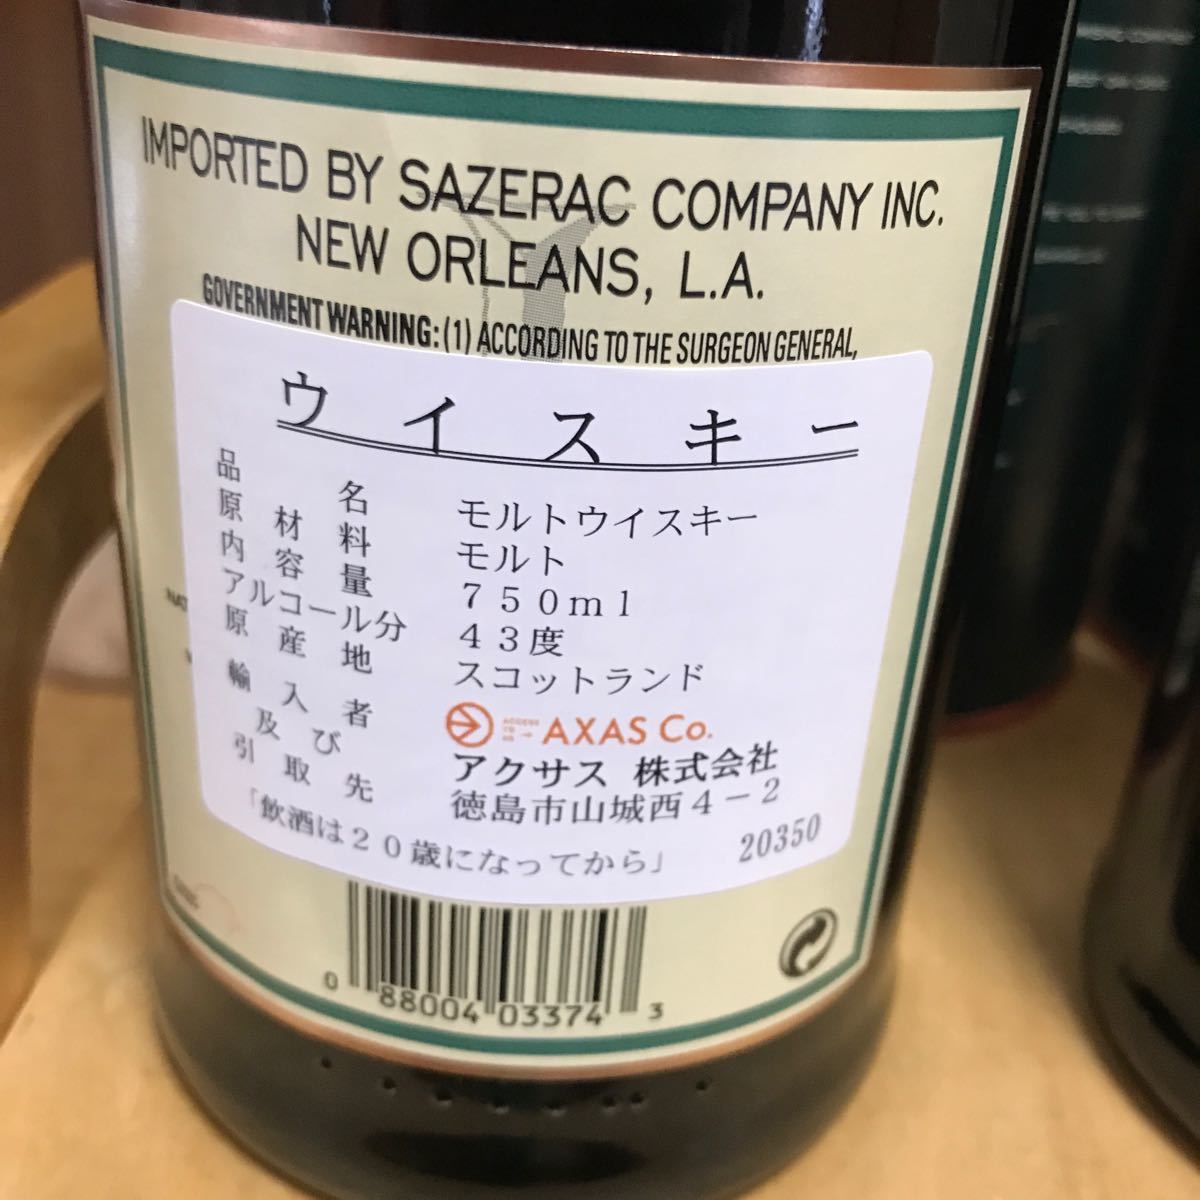 IMPORTED BY SAZERAC COMPANY INC.
NEW ORLEANS, L.A.
GOVERNMENT WARNING: (1) ACCORDING TO THE SURGEON GENERAL,
ウイスキー
品名 モルトウイスキー
原材料 モルト
内容量 750ml
アルコール分 43度
原産地 スコットランド
輸入者及び引取先
AXAS Co.
アクサス 株式会社
徳島市山城西4-2
「飲酒は20歳になってから」
20350
0 88004 03374 3